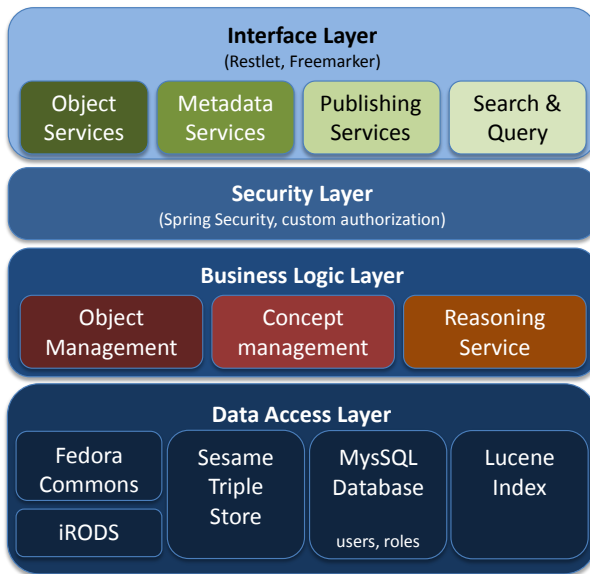 Interface Layer
(Restlet, Freemarker)
Object
Services
Metadata
Services
Publishing
Services
Search &
Query
Security Layer
(Spring Security, custom authorization)
Business Logic Layer
Object
Management
Concept
management
Reasoning
Service
Data Access Layer
Fedora
Commons
iRODS
Sesame
Triple
Store
MysSQL
Database
users, roles
Lucene
Index